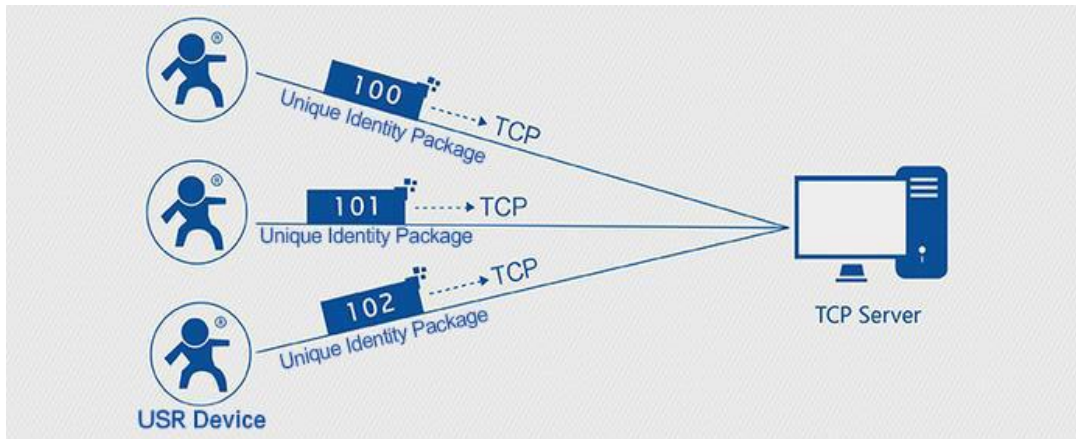 ®
100
Unique Identity Package
TCP
®
101
Unique Identity Package
TCP
®
102
Unique Identity Package
TCP
USR Device
TCP Server